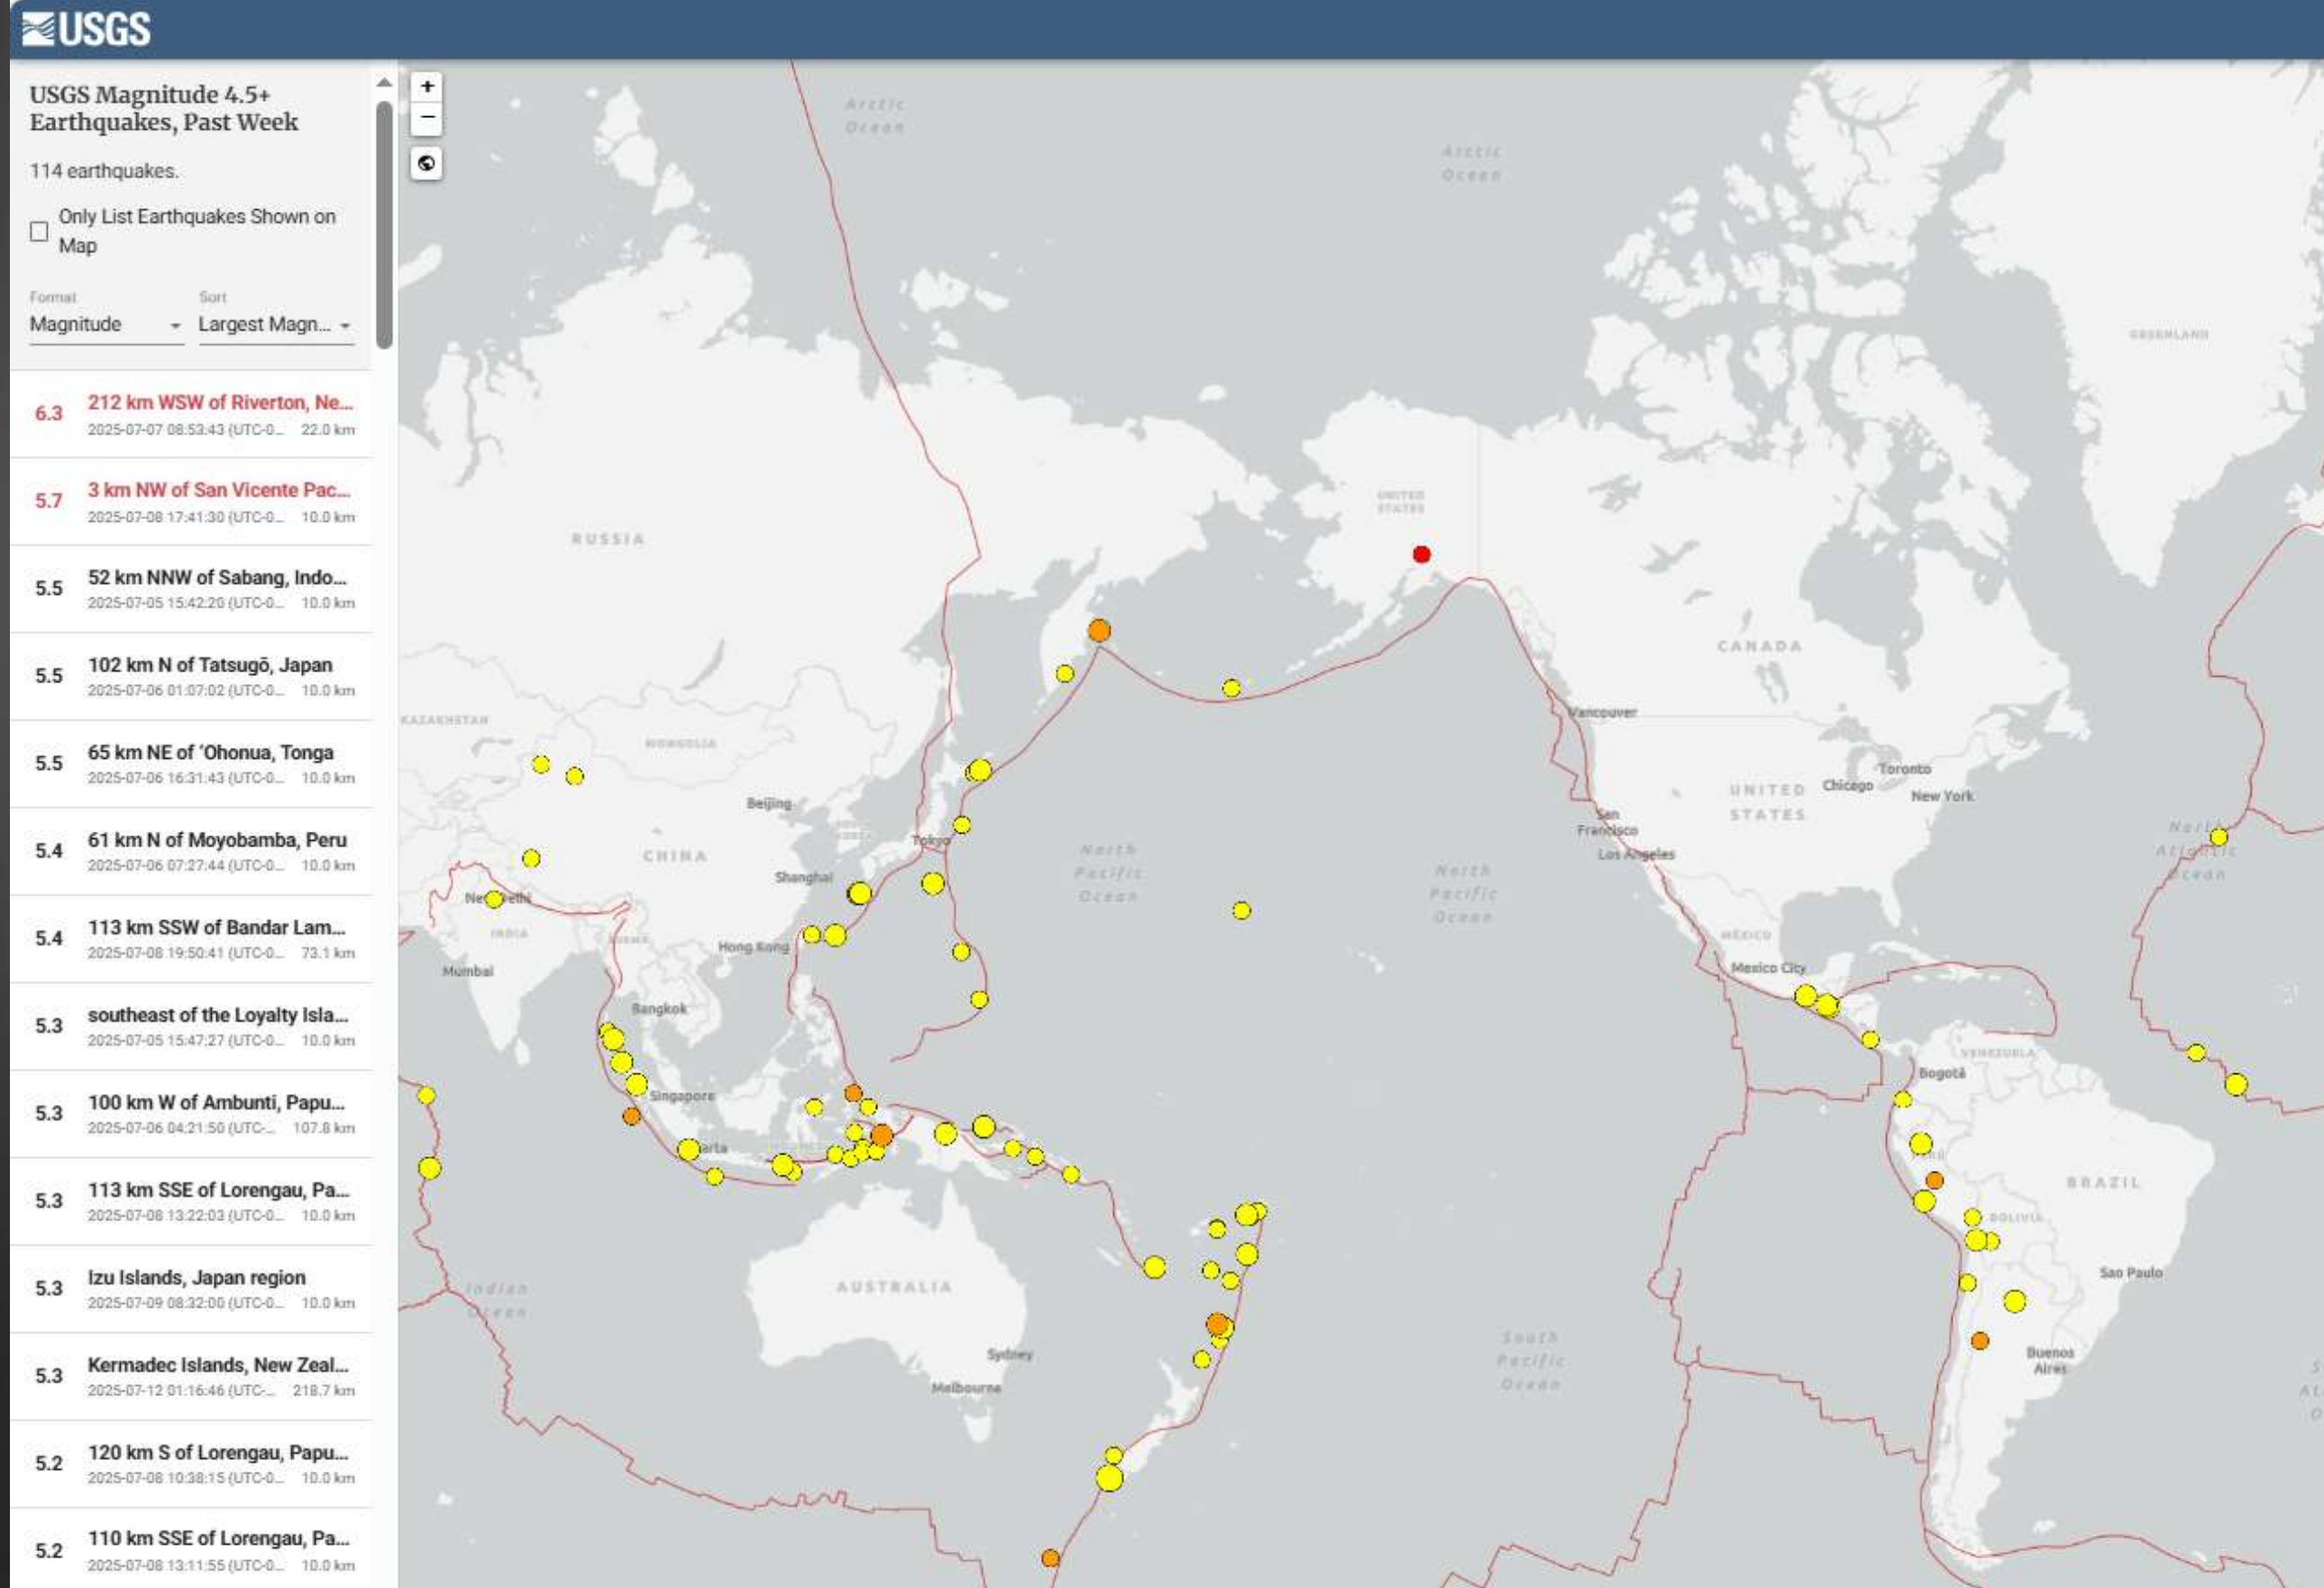 USGS
USGS Magnitude 4.5+
Earthquakes, Past Week
114 earthquakes.
Only List Earthquakes Shown on
Map
Format
Sort
Magnitude
Largest Magn...
6.3
212 km WSW of Riverton, Ne...
2025-07-07 08:53:43 (UTC-0... 22.0 km
5.7
3 km NW of San Vicente Pac...
2025-07-08 17:41:30 (UTC-0... 10.0 km
5.5
52 km NNW of Sabang, Indo...
2025-07-05 15:42:20 (UTC-0... 10.0 km
5.5
102 km N of Tatsugō, Japan
2025-07-06 01:07:02 (UTC-0... 10.0 km
5.5
65 km NE of ‘Ohonua, Tonga
2025-07-06 16:31:43 (UTC-0... 10.0 km
5.4
61 km N of Moyobamba, Peru
2025-07-06 07:27:44 (UTC-0... 10.0 km
5.4
113 km SSW of Bandar Lam...
2025-07-08 19:50:41 (UTC-0... 73.1 km
5.3
southeast of the Loyalty Isla...
2025-07-05 15:47:27 (UTC-0... 10.0 km
5.3
100 km W of Ambunti, Papu...
2025-07-06 04:21:50 (UTC-... 107.8 km
5.3
113 km SSE of Lorengau, Pa...
2025-07-08 13:22:03 (UTC-0... 10.0 km
5.3
Izu Islands, Japan region
2025-07-09 08:32:00 (UTC-0... 10.0 km
5.3
Kermadec Islands, New Zeal...
2025-07-12 01:16:46 (UTC-... 218.7 km
5.2
120 km S of Lorengau, Papu...
2025-07-08 10:38:15 (UTC-0... 10.0 km
5.2
110 km SSE of Lorengau, Pa...
2025-07-08 13:11:55 (UTC-0... 10.0 km
+
−
Arctic
Ocean
Arctic
Ocean
GREENLAND
UNITED
STATES
RUSSIA
CANADA
KAZAKHSTAN
MONGOLIA
Vancouver
Toronto
Chicago
New York
UNITED
STATES
Beijing
San
Francisco
Tokyo
Los Angeles
CHINA
North
Pacific
Ocean
North
Pacific
Ocean
North
Atlantic
Ocean
Shanghai
INDIA
Hong Kong
MÉXICO
Mumbai
Mexico City
Bangkok
VENEZUELA
Bogotá
Singapore
BRAZIL
BOLIVIA
Sao Paulo
Indian
Ocean
AUSTRALIA
South
Pacific
Ocean
Sydney
Buenos
Aires
Melbourne